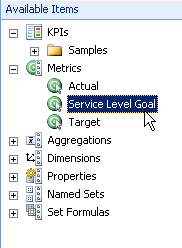 Available Items
KPIs
Samples
Metrics
Actual
Service Level Goal
Target
Aggregations
Dimensions
Properties
Named Sets
Set Formulas